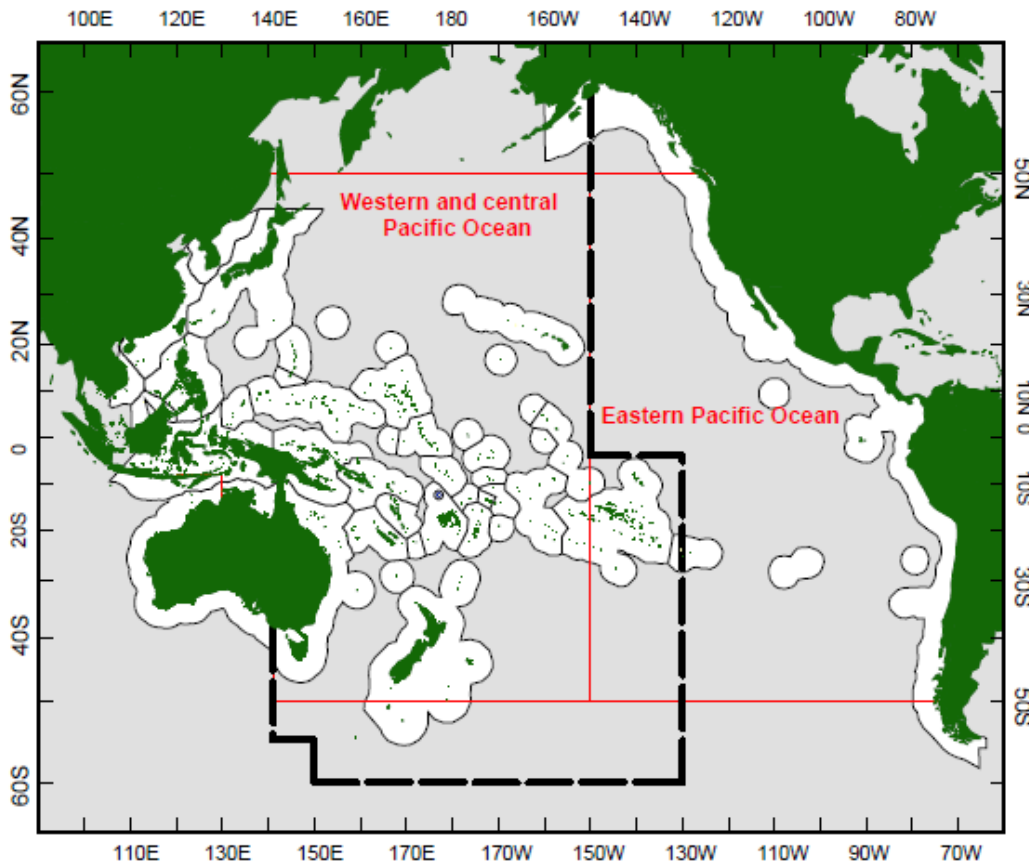 100E 120E 140E 160E 180 160W 140W 120W 100W 80W
60N
50N
Western and central
Pacific Ocean
40N
30N
20N
10N
Eastern Pacific Ocean
0
0
10S
20S
30S
40S
50S
60S
110E 130E 150E 170E 170W 150W 130W 110W 90W 70W